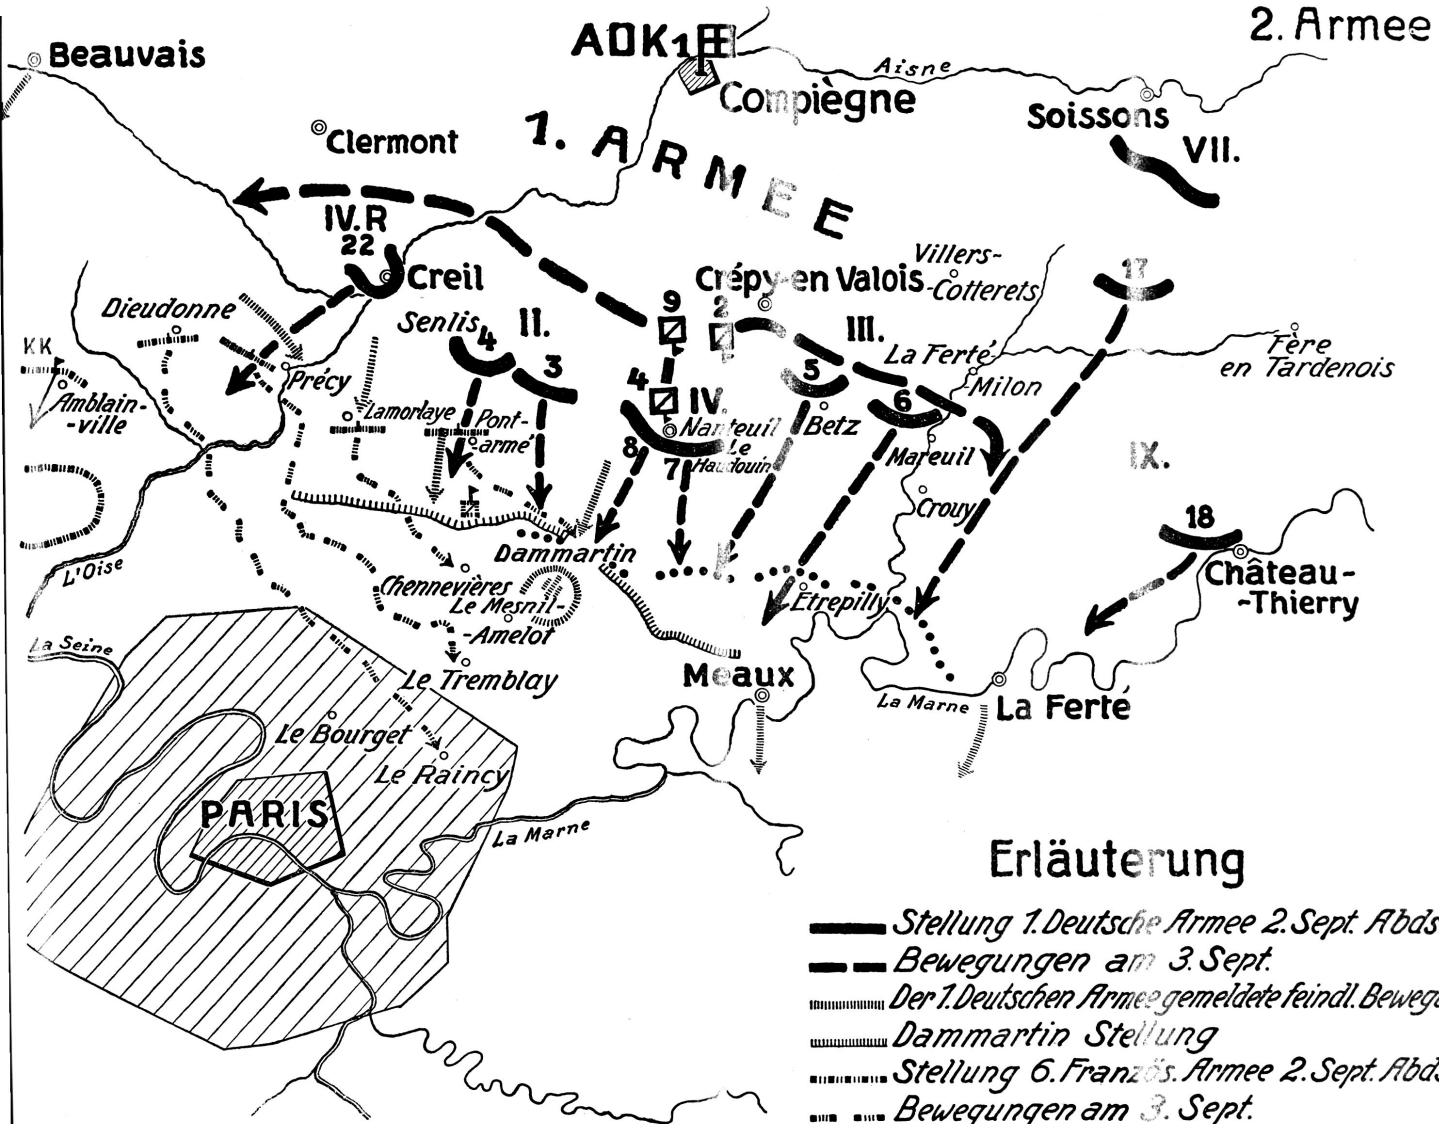 2. Armee
Beauvais
AOK1
Aisne
Compiègne
Soissons
VII.
Clermont
1. ARMEE
IV.R
22
Creil
Villers-
-Cotterets
Crépy-en Valois
17
Dieudonne
Senlis
4
II.
3
9
2
III.
La Ferté-
-Milon
Fère
en Tardenois
KK
Précy
Amblain-
-ville
Lamorlaye
Pont-
-armé
4
IV.
5
6
Betz
Nanteuil
Le
Haudouin
8
7
Mareuil
IX.
Crouy
18
L'Oise
Dammartin
Chennevières
Le Mesnil-
-Amelot
Etrepilly
Château-
-Thierry
La Seine
Le Tremblay
Meaux
La Marne
La Ferté
Le Bourget
Le Raincy
PARIS
La Marne
Erläuterung
Stellung 1.Deutsche Armee 2.Sept. Abds
Bewegungen am 3.Sept.
Der 1.Deutschen Armee gemeldete feindl.
Dammartin Stellung
Stellung 6.Französ.Armee 2.Sept.Abds
Bewegungen am 3. Sept.